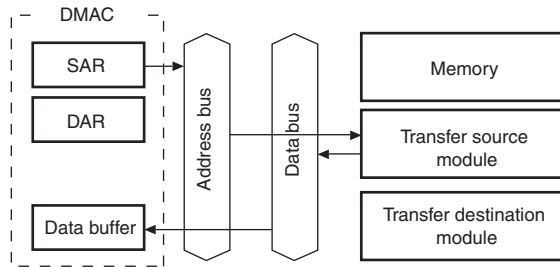 DMAC
SAR
DAR
Data buffer
Address bus
Data bus
Memory
Transfer source
module
Transfer destination
module